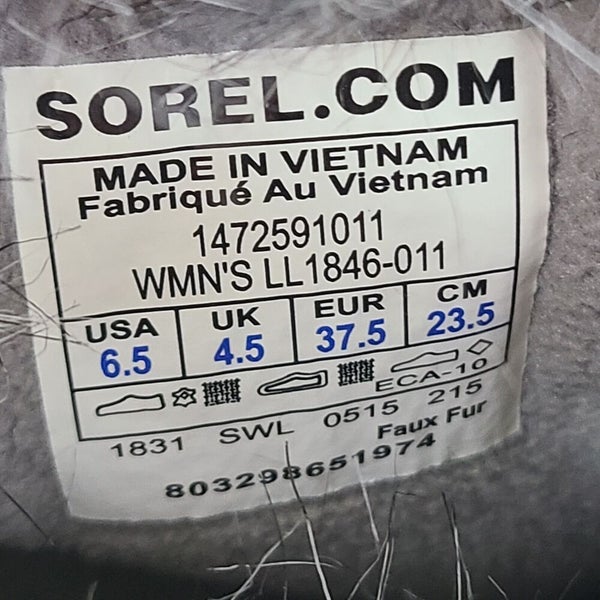 SOREL.COM
MADE IN VIETNAM
Fabriqué Au Vietnam
1472591011
WMN'S LL1846-011
USA UK EUR CM
6.5 4.5 37.5 23.5
ECA-10
1831 SWL 0515 215
Faux Fur
803298651974